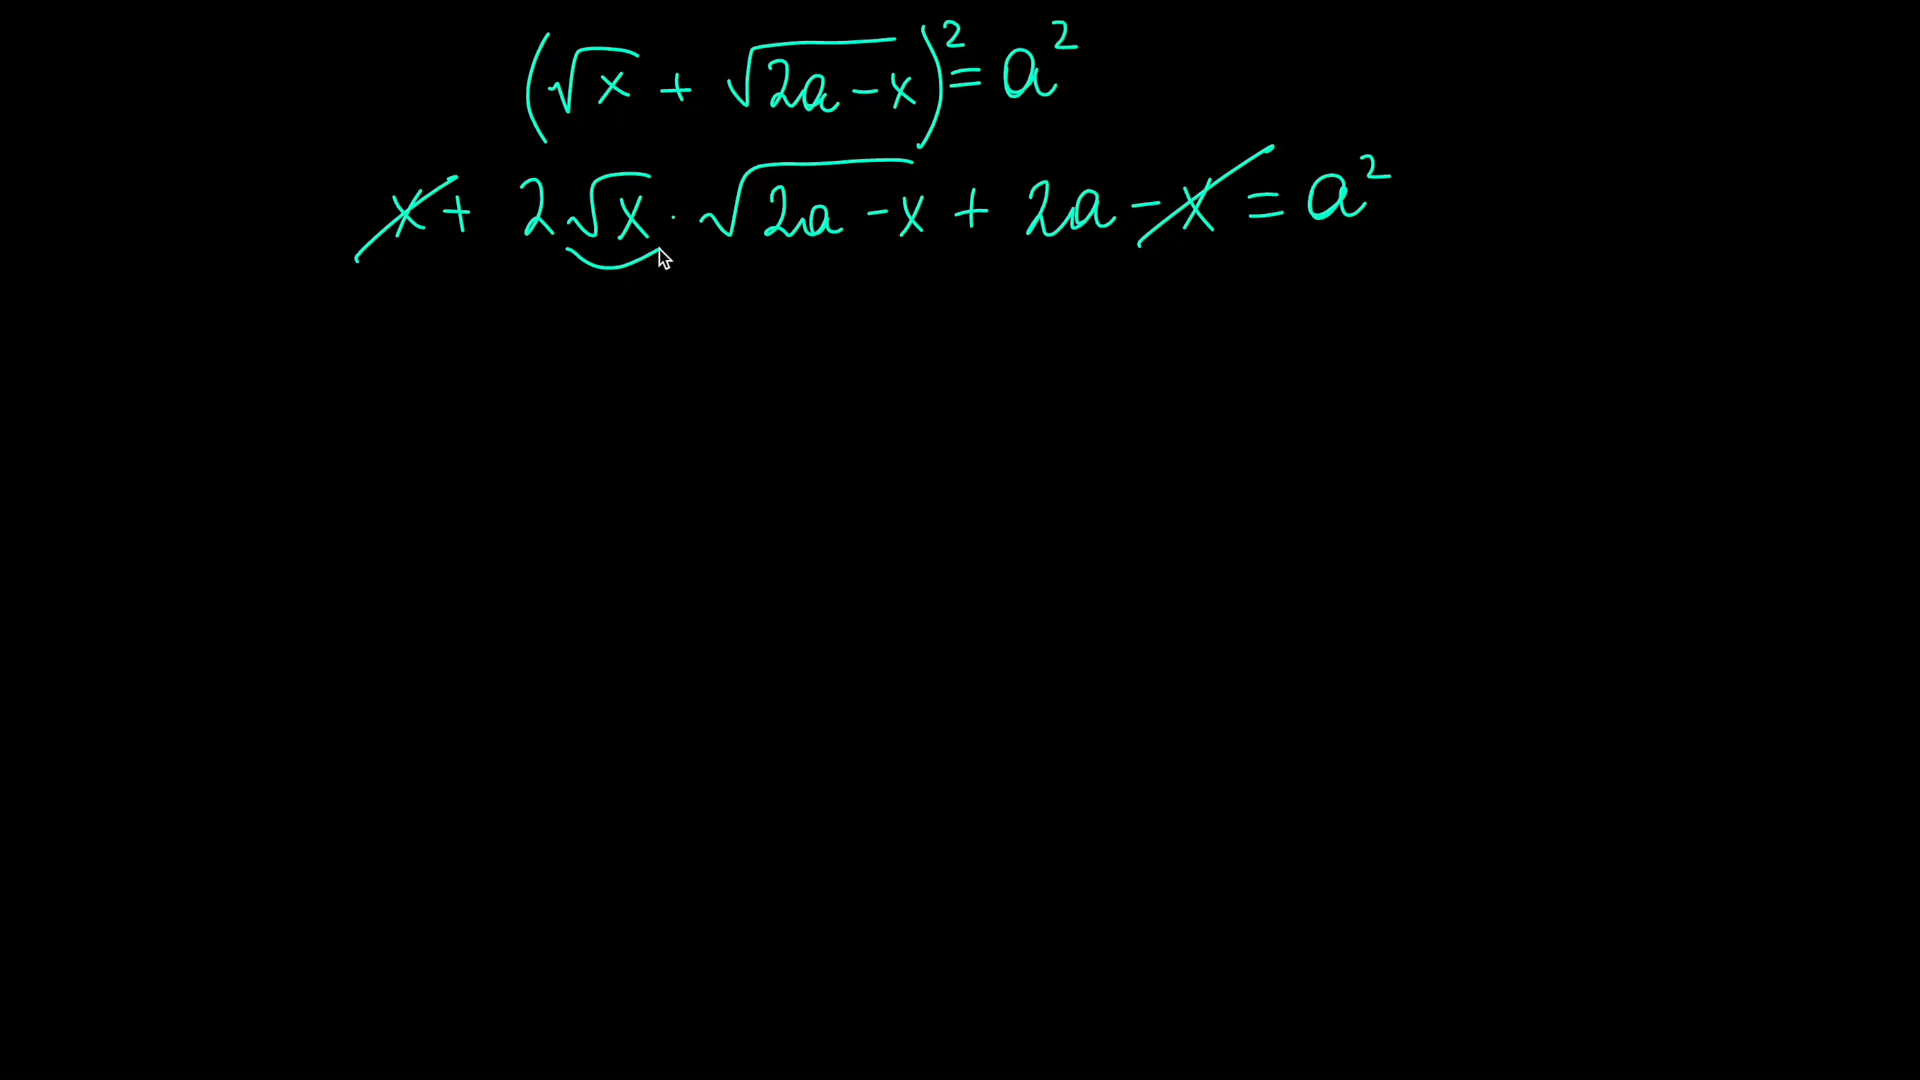 (√x + √(2a-x))² = a²
x + 2√x · √(2a-x) + 2a - x = a²